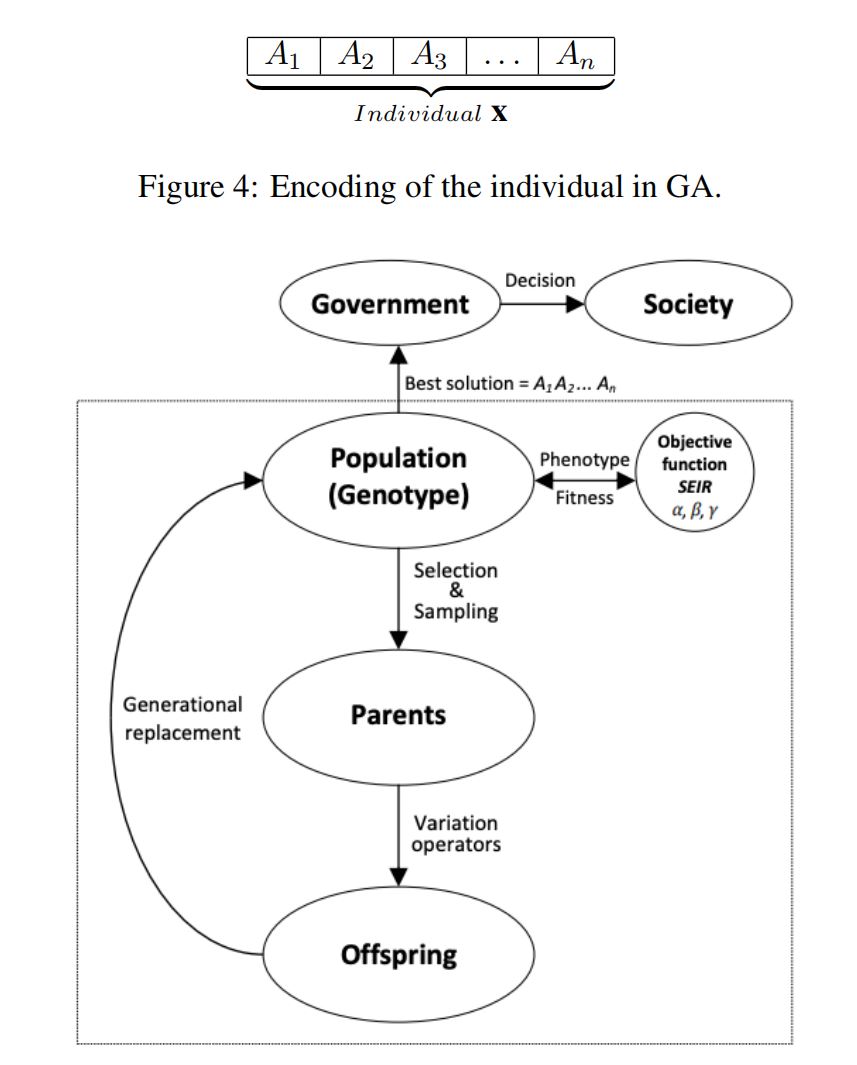 A1 A2 A3 ... An
Individual x
Figure 4: Encoding of the individual in GA.
Decision
Government
Society
Best solution = A1A2... An
Objective
function
SEIR
α, β, γ
Population
(Genotype)
Phenotype
Fitness
Selection
&
Sampling
Generational
replacement
Parents
Variation
operators
Offspring